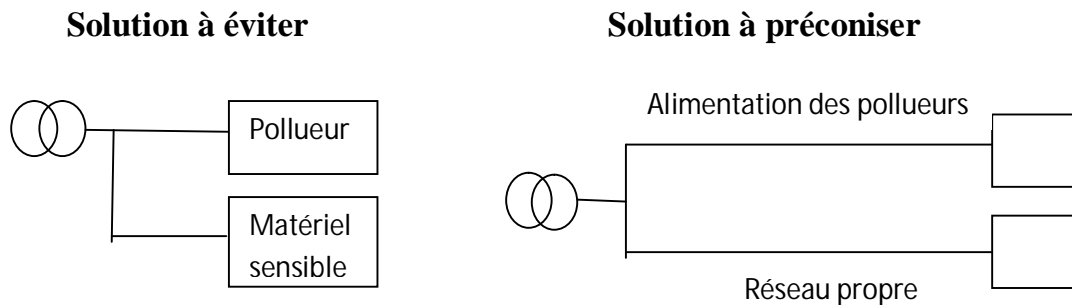 Solution à éviter
Solution à préconiser
Pollueur
Matériel
sensible
Alimentation des pollueurs
Réseau propre